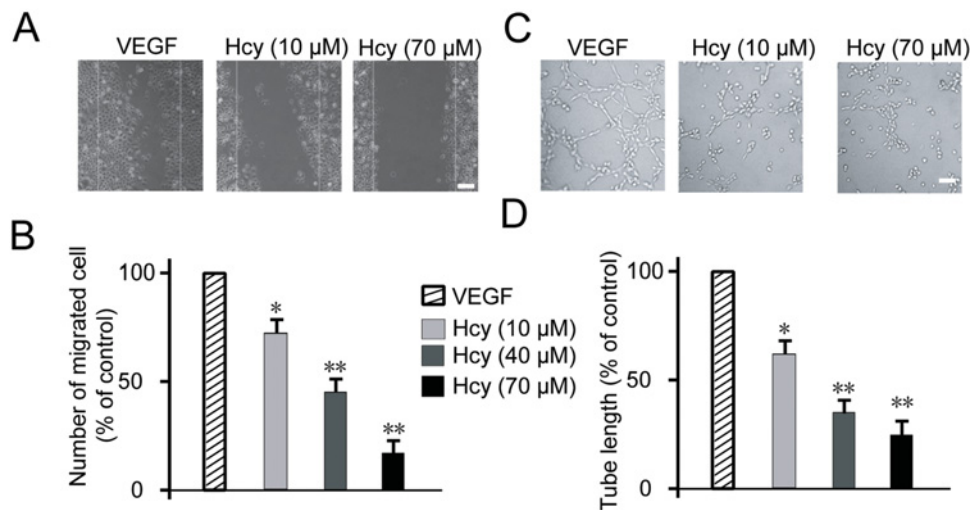 A
VEGF
Hcy (10 µM)
Hcy (70 µM)
C
VEGF
Hcy (10 µM)
Hcy (70 µM)
B
Number of migrated cell
(% of control)
100
50
0
*
**
**
VEGF
Hcy (10 µM)
Hcy (40 µM)
Hcy (70 µM)
D
Tube length (% of control)
100
50
0
*
**
**